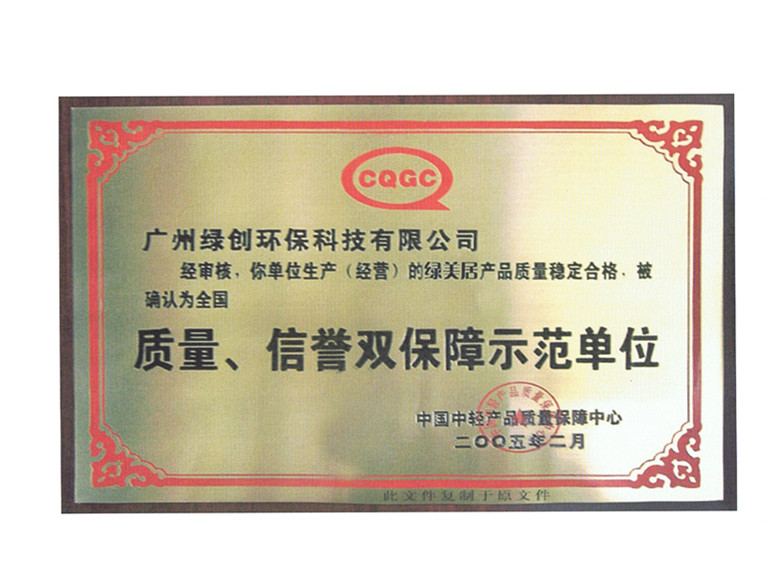 CQGC
广州绿创环保科技有限公司
经审核，你单位生产（经营）的绿美居产品质量稳定合格，被
确认为全国
质量、信誉双保障示范单位
中国中轻产品质量保障中心
二OO五年二月
此文件复制于原文件